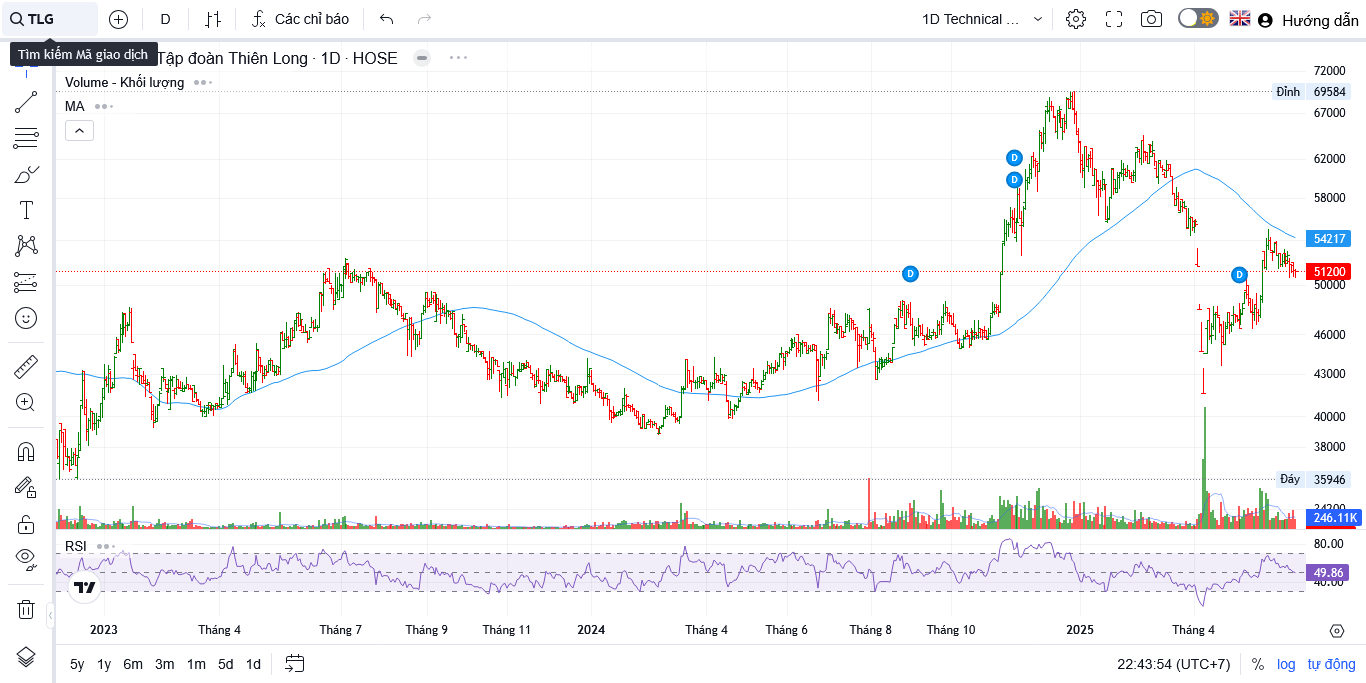 TLG
D
Các chỉ báo
1D Technical ...
Hướng dẫn
Tìm kiếm Mã giao dịch
Tập đoàn Thiên Long · 1D · HOSE
Volume - Khối lượng
MA
72000
Đỉnh 69584
67000
62000
58000
54217
51200
50000
46000
43000
40000
38000
Đáy 35946
246.11K
D
D
D
D
RSI
80.00
49.86
40.00
2023 Tháng 4 Tháng 7 Tháng 9 Tháng 11 2024 Tháng 4 Tháng 6 Tháng 8 Tháng 10 2025 Tháng 4
5y 1y 6m 3m 1m 5d 1d
22:43:54 (UTC+7) % log tự động